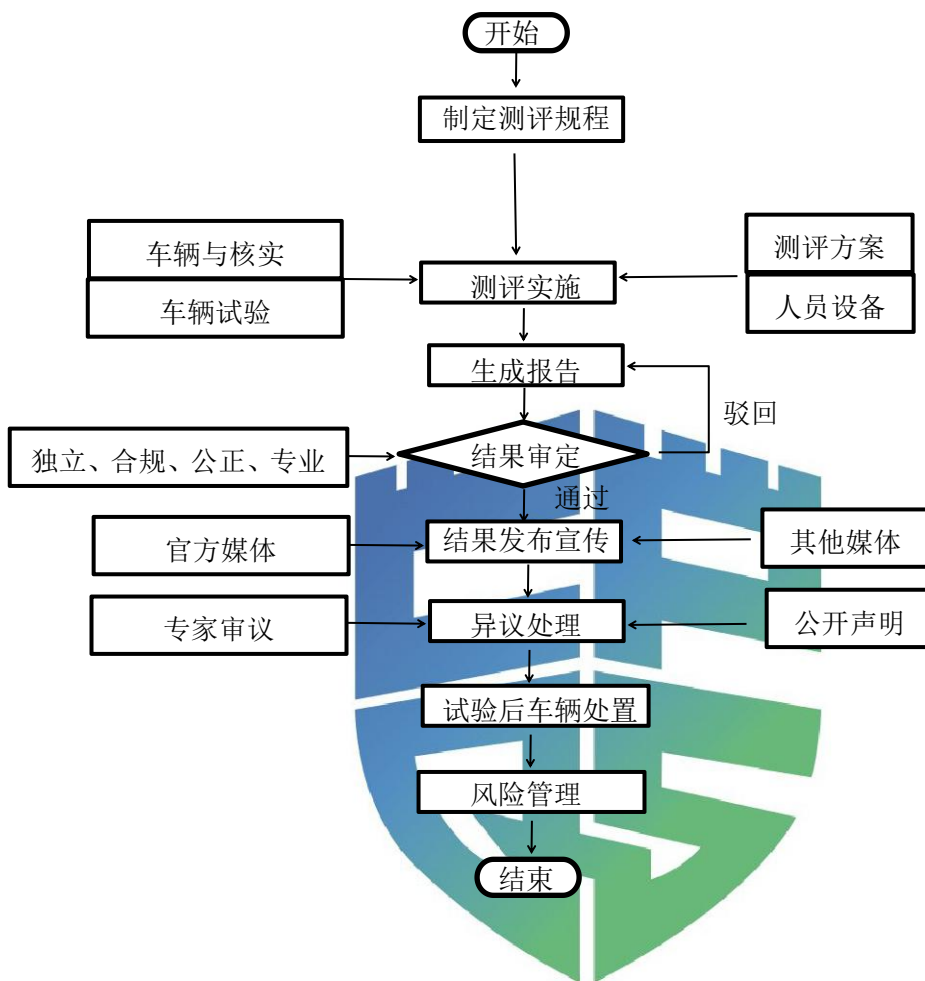 开始
制定测评规程
车辆与核实
测评方案
测评实施
车辆试验
人员设备
生成报告
驳回
独立、合规、公正、专业
结果审定
通过
官方媒体
结果发布宣传
其他媒体
专家审议
异议处理
公开声明
试验后车辆处置
风险管理
结束